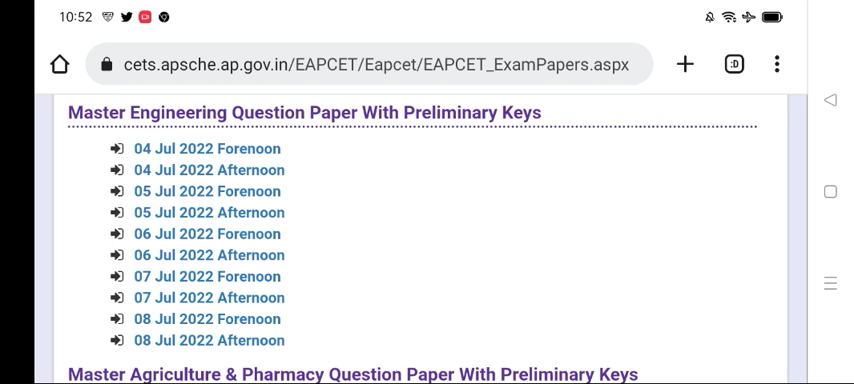 10:52
cets.apsche.ap.gov.in/EAPCET/Eapcet/EAPCET_ExamPapers.aspx
:D
Master Engineering Question Paper With Preliminary Keys
04 Jul 2022 Forenoon
04 Jul 2022 Afternoon
05 Jul 2022 Forenoon
05 Jul 2022 Afternoon
06 Jul 2022 Forenoon
06 Jul 2022 Afternoon
07 Jul 2022 Forenoon
07 Jul 2022 Afternoon
08 Jul 2022 Forenoon
08 Jul 2022 Afternoon
Master Agriculture & Pharmacy Question Paper With Preliminary Keys